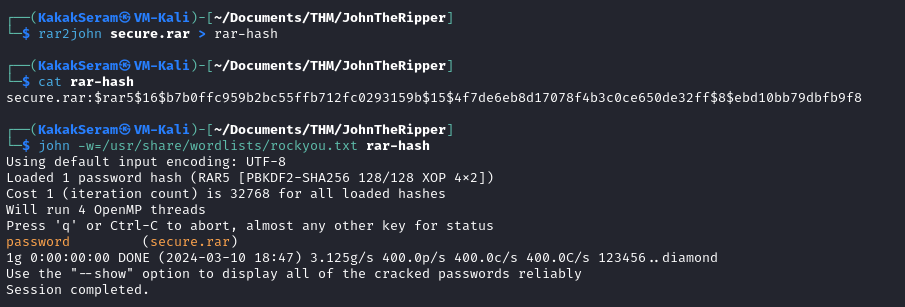 ┌──(KakakSeram㉿VM-Kali)-[~/Documents/THM/JohnTheRipper]
└─$ rar2john secure.rar > rar-hash
┌──(KakakSeram㉿VM-Kali)-[~/Documents/THM/JohnTheRipper]
└─$ cat rar-hash
secure.rar:$rar5$16$b7b0ffc959b2bc55ffb712fc0293159b$15$4f7de6eb8d17078f4b3c0ce650de32ff$8$ebd10bb79dbfb9f8
┌──(KakakSeram㉿VM-Kali)-[~/Documents/THM/JohnTheRipper]
└─$ john -w=/usr/share/wordlists/rockyou.txt rar-hash
Using default input encoding: UTF-8
Loaded 1 password hash (RAR5 [PBKDF2-SHA256 128/128 XOP 4x2])
Cost 1 (iteration count) is 32768 for all loaded hashes
Will run 4 OpenMP threads
Press 'q' or Ctrl-C to abort, almost any other key for status
password         (secure.rar)
1g 0:00:00:00 DONE (2024-03-10 18:47) 3.125g/s 400.0p/s 400.0c/s 400.0C/s 123456..diamond
Use the "--show" option to display all of the cracked passwords reliably
Session completed.